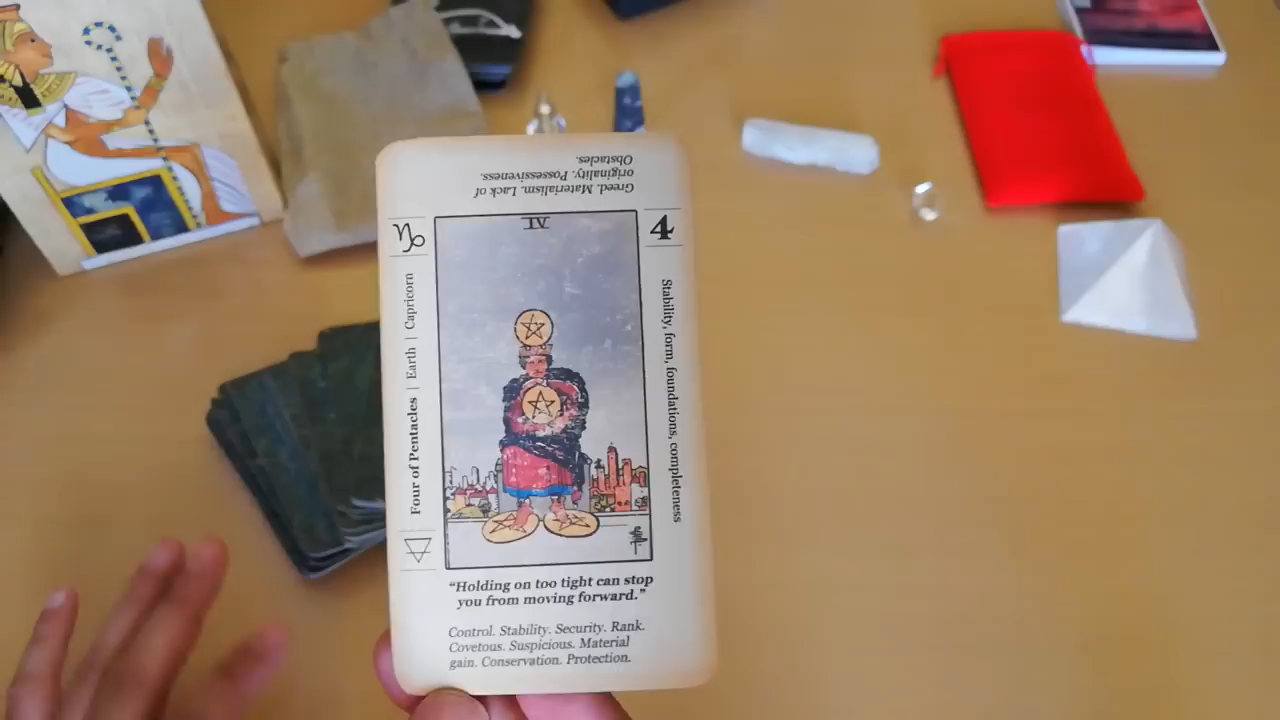 Greed. Materialism. Lack of
originality. Possessiveness.
Obstacles.
IV
4
Four of Pentacles | Earth | Capricorn
Stability, form, foundations, completeness
“Holding on too tight can stop
you from moving forward.”
Control. Stability. Security. Rank.
Covetous. Suspicious. Material
gain. Conservation. Protection.